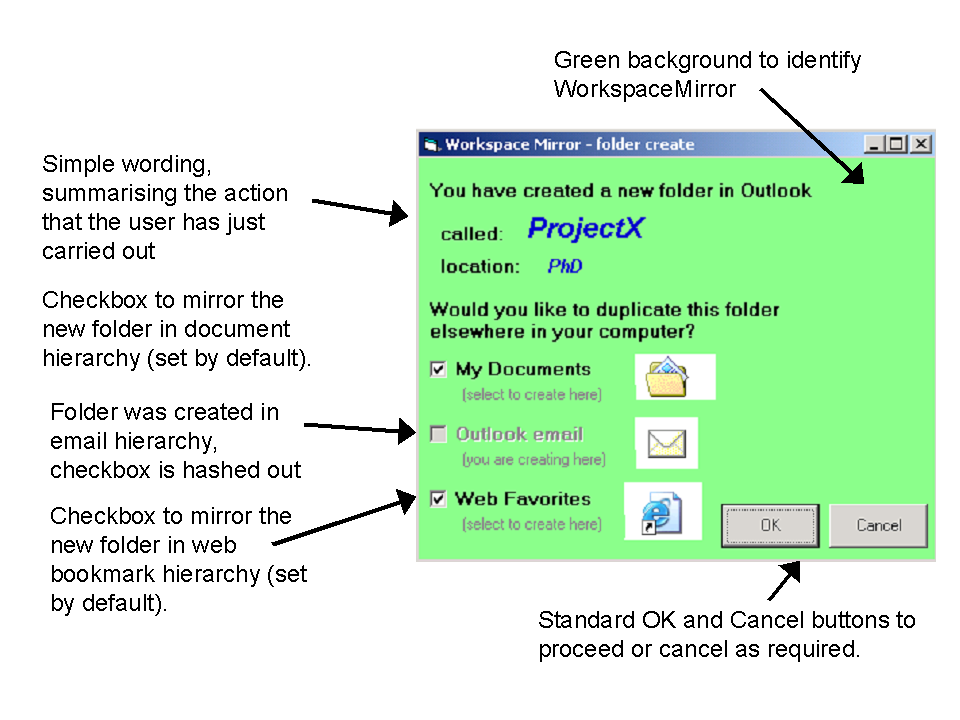 Green background to identify
WorkspaceMirror
Simple wording,
summarising the action
that the user has just
carried out
Checkbox to mirror the
new folder in document
hierarchy (set by default).
Folder was created in
email hierarchy,
checkbox is hashed out
Checkbox to mirror the
new folder in web
bookmark hierarchy (set
by default).
Workspace Mirror - folder create
You have created a new folder in Outlook
called: ProjectX
location: PhD
Would you like to duplicate this folder
elsewhere in your computer?
My Documents
(select to create here)
Outlook email
(you are creating here)
Web Favorites
(select to create here)
OK
Cancel
Standard OK and Cancel buttons to
proceed or cancel as required.